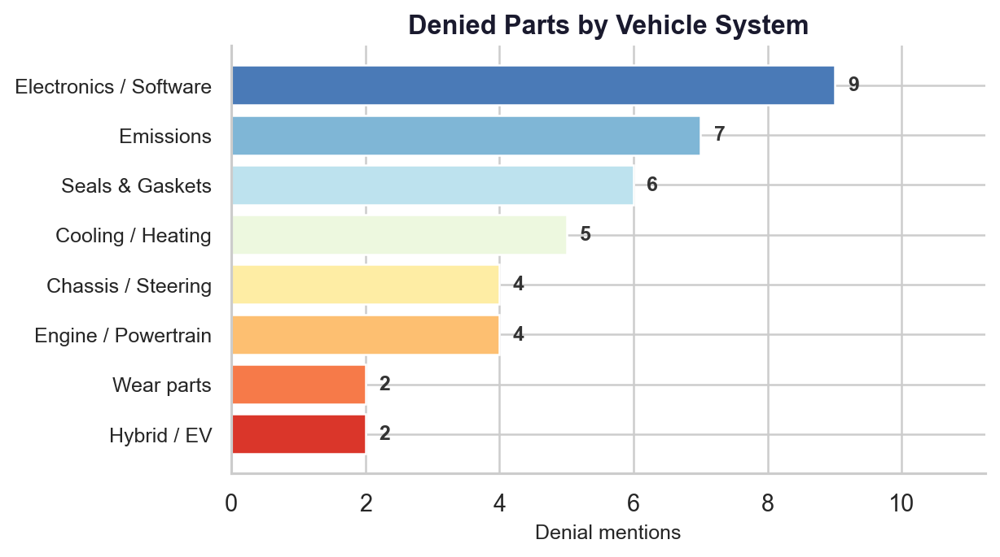 Denied Parts by Vehicle System
Electronics / Software 9
Emissions 7
Seals & Gaskets 6
Cooling / Heating 5
Chassis / Steering 4
Engine / Powertrain 4
Wear parts 2
Hybrid / EV 2
0 2 4 6 8 10
Denial mentions